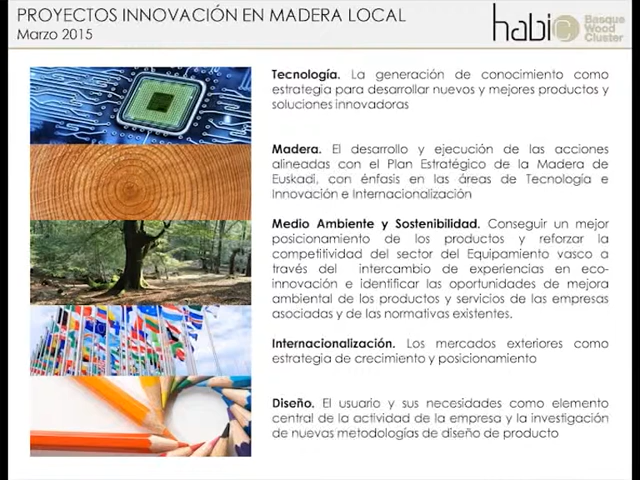 PROYECTOS INNOVACIÓN EN MADERA LOCAL
Marzo 2015
habic
Basque
Wood
Cluster
Tecnología. La generación de conocimiento como
estrategia para desarrollar nuevos y mejores productos y
soluciones innovadoras
Madera. El desarrollo y ejecución de las acciones
alineadas con el Plan Estratégico de la Madera de
Euskadi, con énfasis en las áreas de Tecnología e
Innovación e Internacionalización
Medio Ambiente y Sostenibilidad. Conseguir un mejor
posicionamiento de los productos y reforzar la
competitividad del sector del Equipamiento vasco a
través del intercambio de experiencias en eco-
innovación e identificar las oportunidades de mejora
ambiental de los productos y servicios de las empresas
asociadas y de las normativas existentes.
Internacionalización. Los mercados exteriores como
estrategia de crecimiento y posicionamiento
Diseño. El usuario y sus necesidades como elemento
central de la actividad de la empresa y la investigación
de nuevas metodologías de diseño de producto